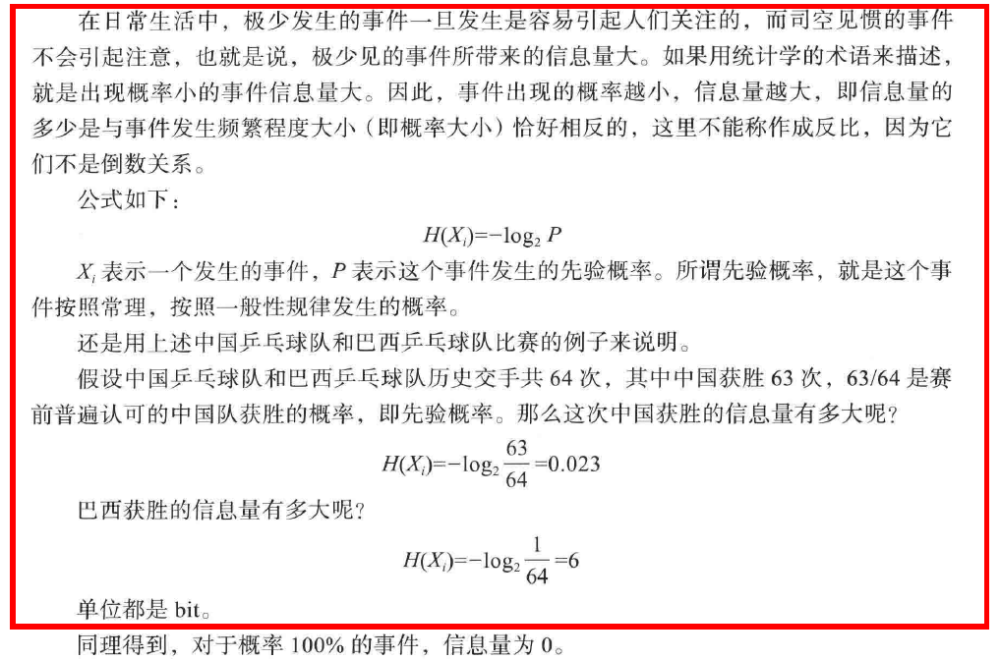 在日常生活中，极少发生的事件一旦发生是容易引起人们关注的，而司空见惯的事件
不会引起注意，也就是说，极少见的事件所带来的信息量大。如果用统计学的术语来描述，
就是出现概率小的事件信息量大。因此，事件出现的概率越小，信息量越大，即信息量的
多少是与事件发生频繁程度大小（即概率大小）恰好相反的，这里不能称作成反比，因为它
们不是倒数关系。
公式如下：
H(Xᵢ)=−log₂ P
Xᵢ 表示一个发生的事件，P 表示这个事件发生的先验概率。所谓先验概率，就是这个事
件按照常理，按照一般性规律发生的概率。
还是用上述中国乒乓球队和巴西乒乓球队比赛的例子来说明。
假设中国乒乓球队和巴西乒乓球队历史交手共 64 次，其中中国获胜 63 次，63/64 是赛
前普遍认可的中国队获胜的概率，即先验概率。那么这次中国获胜的信息量有多大呢？
H(Xᵢ)=−log₂ 63/64 =0.023
巴西获胜的信息量有多大呢？
H(Xᵢ)=−log₂ 1/64 =6
单位都是 bit。
同理得到，对于概率 100% 的事件，信息量为 0。